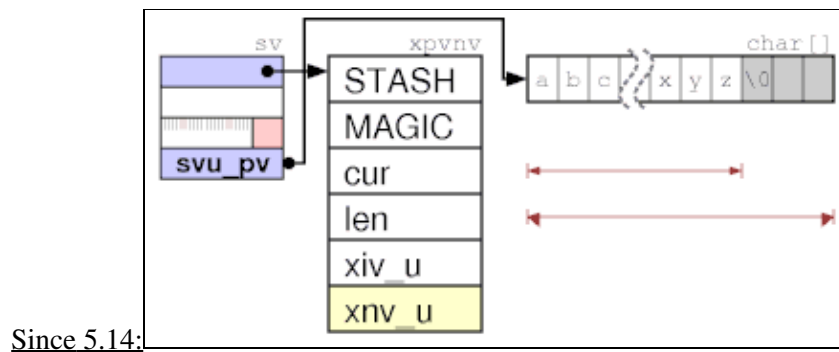 sv xpvnv char[]
STASH
a b c x y z \0
MAGIC
svu_pv
cur
len
xiv_u
xnv_u
Since 5.14: